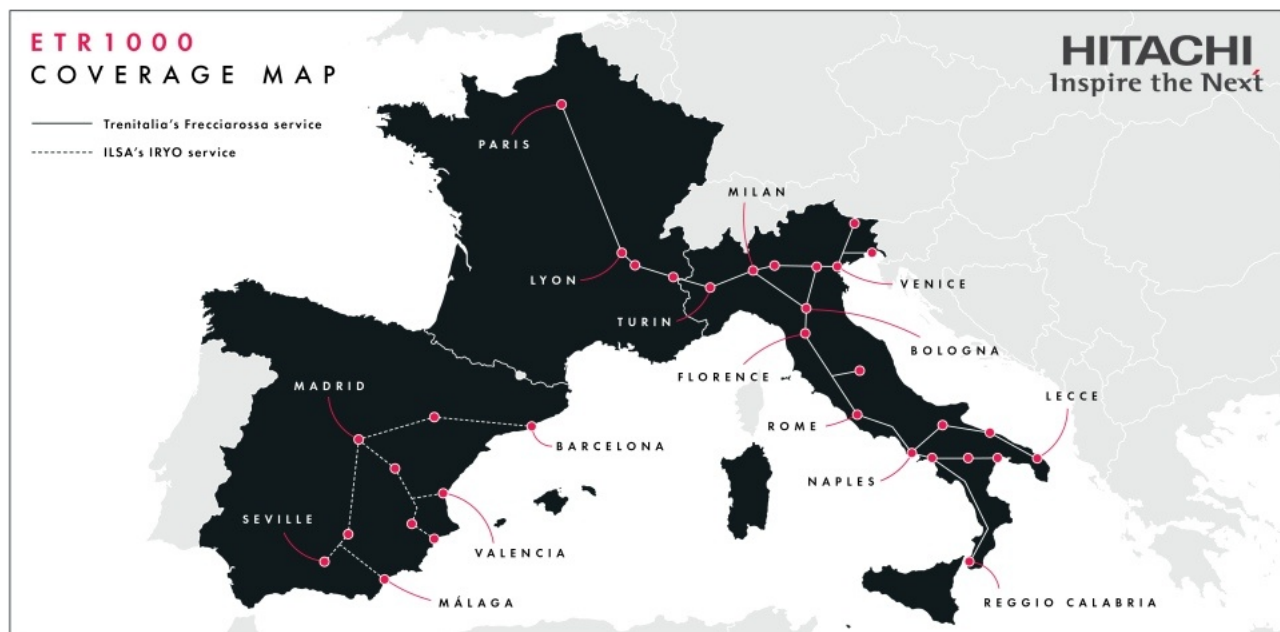 ETR1000
COVERAGE MAP
Trenitalia's Frecciarossa service
ILSA's IRYO service
HITACHI
Inspire the Next
PARIS
MILAN
LYON
VENICE
TURIN
BOLOGNA
FLORENCE
MADRID
LECCE
ROME
BARCELONA
NAPLES
SEVILLE
VALENCIA
MÁLAGA
REGGIO CALABRIA